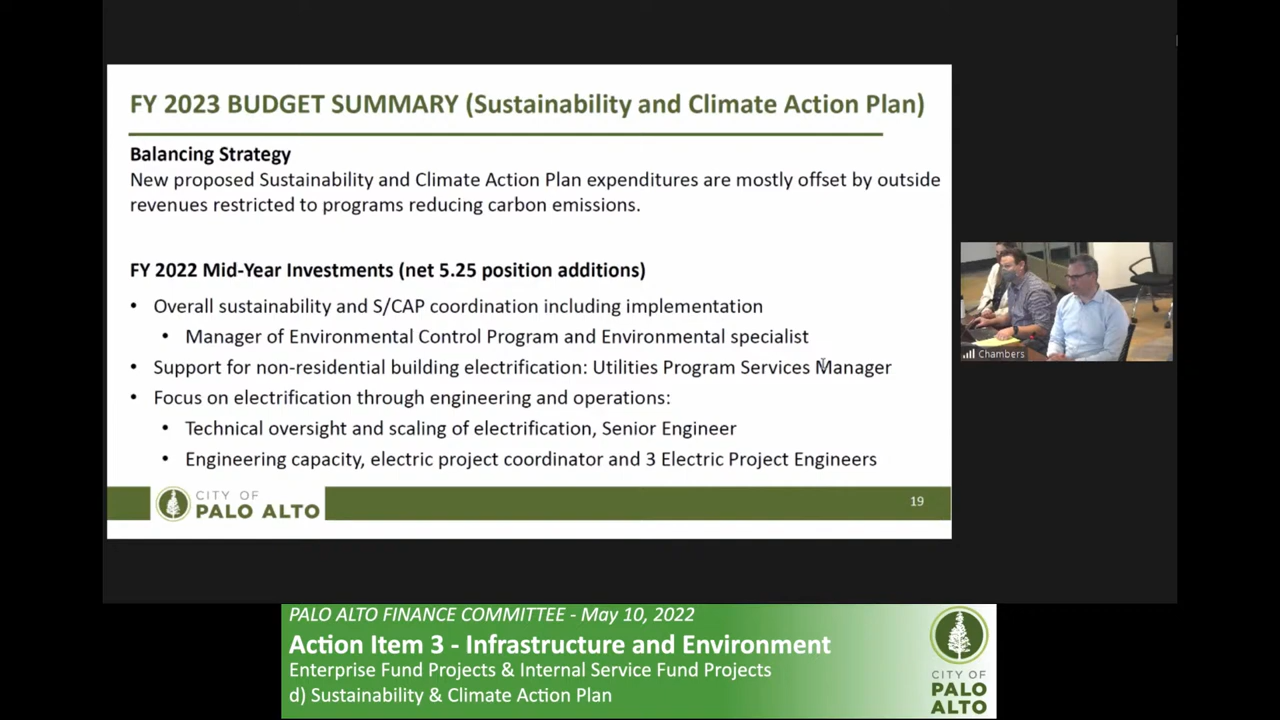 FY 2023 BUDGET SUMMARY (Sustainability and Climate Action Plan)
Balancing Strategy
New proposed Sustainability and Climate Action Plan expenditures are mostly offset by outside
revenues restricted to programs reducing carbon emissions.
FY 2022 Mid-Year Investments (net 5.25 position additions)
• Overall sustainability and S/CAP coordination including implementation
• Manager of Environmental Control Program and Environmental specialist
• Support for non-residential building electrification: Utilities Program Services Manager
• Focus on electrification through engineering and operations:
• Technical oversight and scaling of electrification, Senior Engineer
• Engineering capacity, electric project coordinator and 3 Electric Project Engineers
CITY OF
PALO ALTO
19
Chambers
PALO ALTO FINANCE COMMITTEE - May 10, 2022
Action Item 3 - Infrastructure and Environment
Enterprise Fund Projects & Internal Service Fund Projects
d) Sustainability & Climate Action Plan
CITY OF
PALO
ALTO